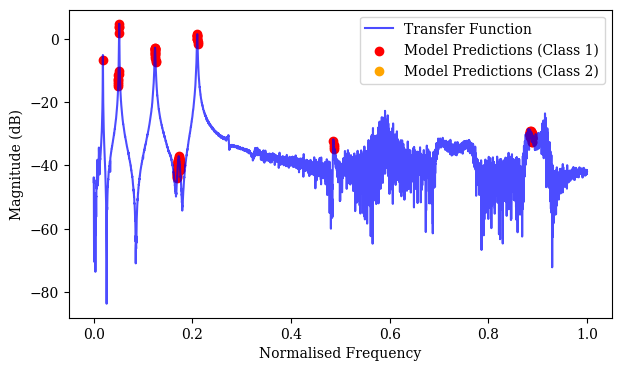 Transfer Function
Model Predictions (Class 1)
Model Predictions (Class 2)
Magnitude (dB)
0
−20
−40
−60
−80
0.0 0.2 0.4 0.6 0.8 1.0
Normalised Frequency